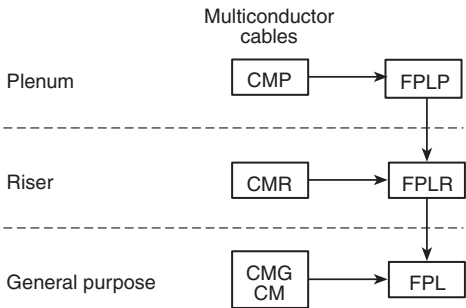 Multiconductor
cables
Plenum CMP FPLP
Riser CMR FPLR
General purpose CMG CM FPL